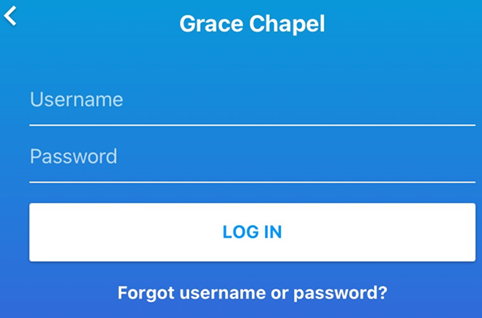 Grace Chapel
Username
Password
LOG IN
Forgot username or password?